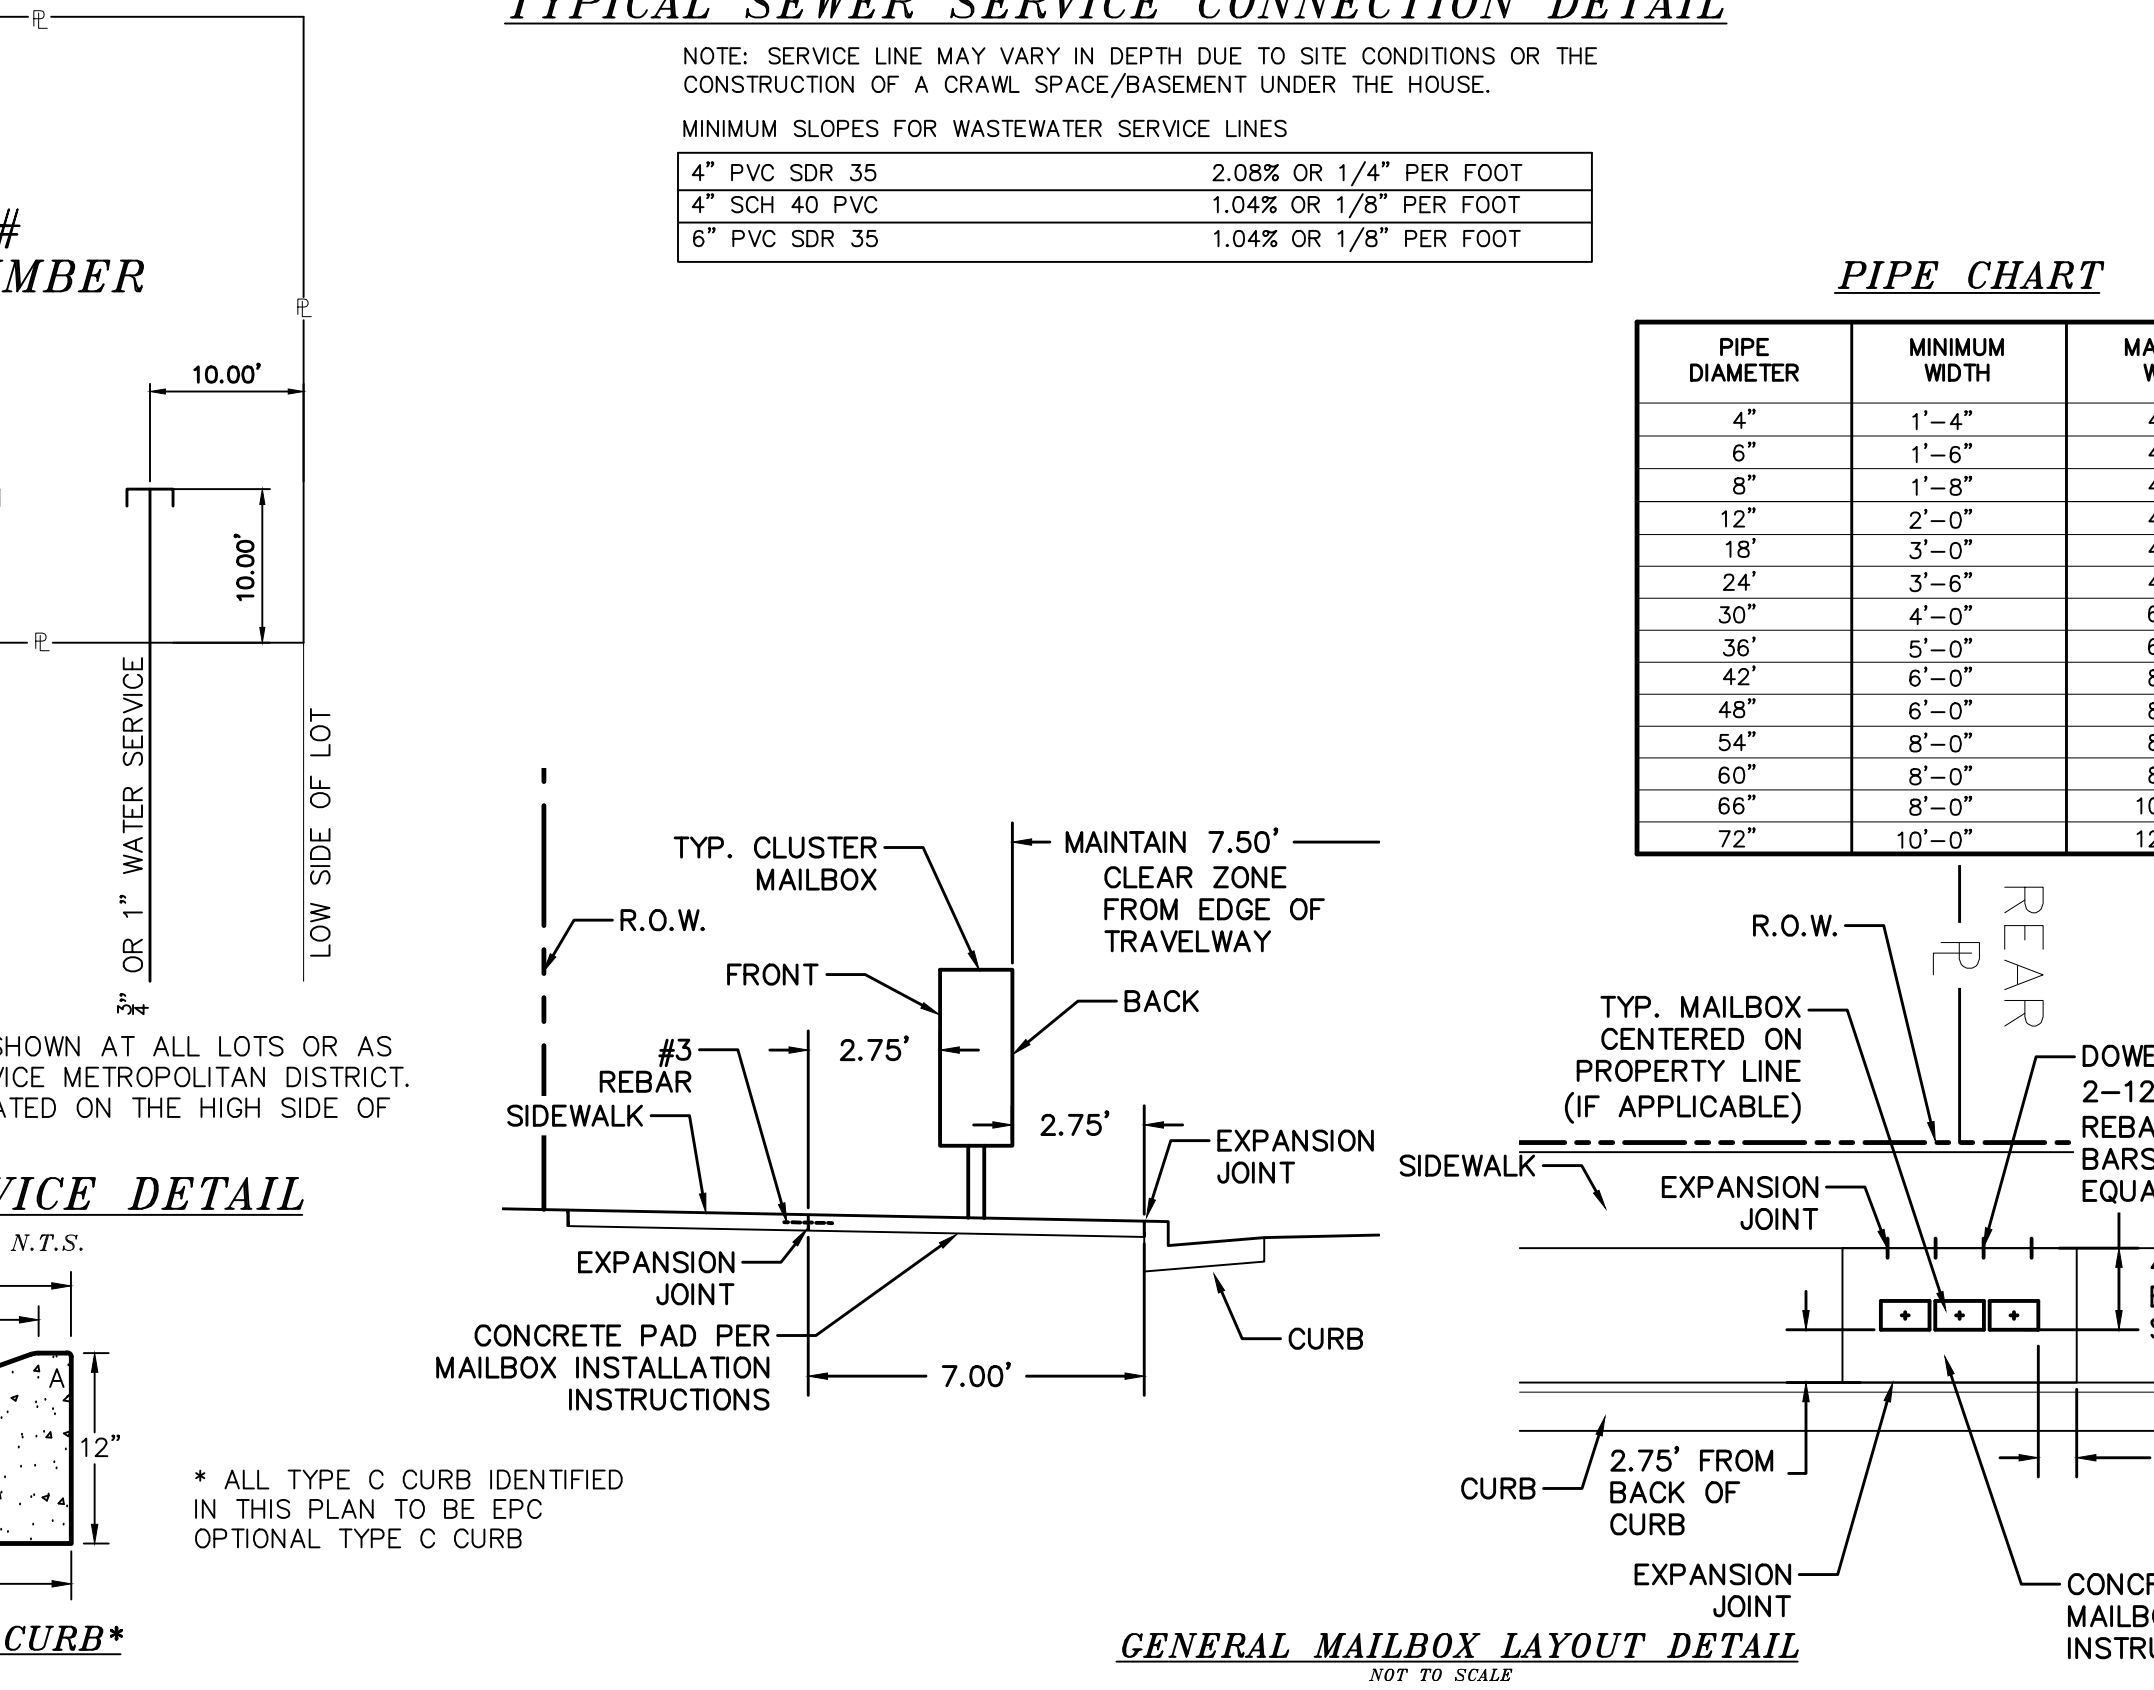 TYPICAL SEWER SERVICE CONNECTION DETAIL
NOTE: SERVICE LINE MAY VARY IN DEPTH DUE TO SITE CONDITIONS OR THE
CONSTRUCTION OF A CRAWL SPACE/BASEMENT UNDER THE HOUSE.
MINIMUM SLOPES FOR WASTEWATER SERVICE LINES
4" PVC SDR 35 2.08% OR 1/4" PER FOOT
4" SCH 40 PVC 1.04% OR 1/8" PER FOOT
6" PVC SDR 35 1.04% OR 1/8" PER FOOT
PL
#
MBER
PL
10.00'
10.00'
PL
3/4" OR 1" WATER SERVICE
LOW SIDE OF LOT
SHOWN AT ALL LOTS OR AS
VICE METROPOLITAN DISTRICT.
ATED ON THE HIGH SIDE OF
VICE DETAIL
N.T.S.
A
12"
* ALL TYPE C CURB IDENTIFIED
IN THIS PLAN TO BE EPC
OPTIONAL TYPE C CURB
CURB*
PIPE CHART
PIPE DIAMETER MINIMUM WIDTH
4" 1'-4"
6" 1'-6"
8" 1'-8"
12" 2'-0"
18' 3'-0"
24' 3'-6"
30" 4'-0"
36' 5'-0"
42' 6'-0"
48" 6'-0"
54" 8'-0"
60" 8'-0"
66" 8'-0"
72" 10'-0"
TYP. CLUSTER
MAILBOX
MAINTAIN 7.50'
CLEAR ZONE
FROM EDGE OF
TRAVELWAY
R.O.W.
FRONT
BACK
#3
REBAR
2.75'
SIDEWALK
2.75'
EXPANSION
JOINT
EXPANSION
JOINT
CONCRETE PAD PER
MAILBOX INSTALLATION
INSTRUCTIONS
7.00'
CURB
R.O.W.
PL
REAR
TYP. MAILBOX
CENTERED ON
PROPERTY LINE
(IF APPLICABLE)
DOWE
2-12
REBA
BARS
EQUA
SIDEWALK
EXPANSION
JOINT
2.75' FROM
BACK OF
CURB
CURB
EXPANSION
JOINT
CONCR
MAILBO
INSTRU
GENERAL MAILBOX LAYOUT DETAIL
NOT TO SCALE